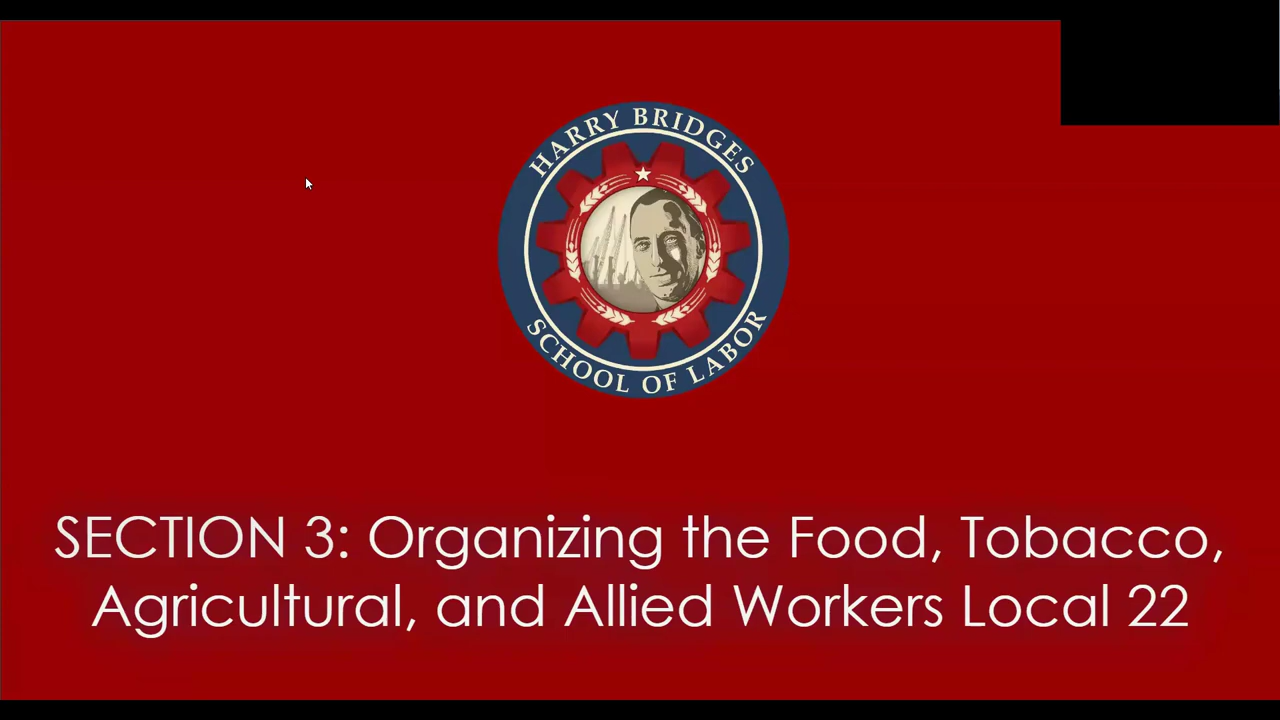 HARRY BRIDGES
SCHOOL OF LABOR
SECTION 3: Organizing the Food, Tobacco,
Agricultural, and Allied Workers Local 22